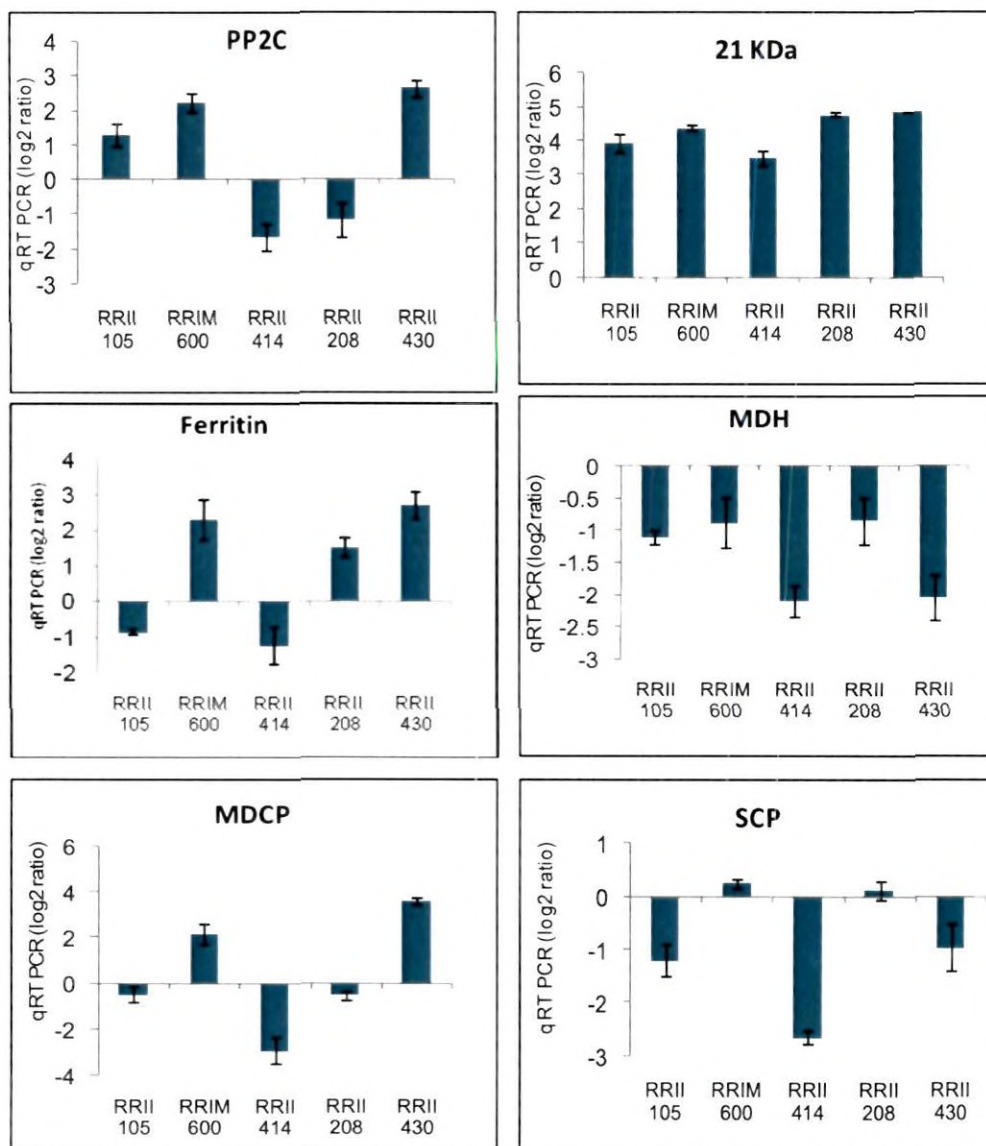 PP2C
qRT PCR (log2 ratio)
4
3
2
1
0
-1
-2
-3
RRII RRIM RRII RRII RRII
105 600 414 208 430
21 KDa
qRT PCR (log2 ratio)
6
5
4
3
2
1
0
RRII RRIM RRII RRII RRII
105 600 414 208 430
Ferritin
qRT PCR (log2 ratio)
4
3
2
1
0
-1
-2
RRII RRIM RRII RRII RRII
105 600 414 208 430
MDH
qRT PCR (log2 ratio)
0
-0.5
-1
-1.5
-2
-2.5
-3
RRII RRIM RRII RRII RRII
105 600 414 208 430
MDCP
qRT PCR (log2 ratio)
6
4
2
0
-2
-4
RRII RRIM RRII RRII RRII
105 600 414 208 430
SCP
qRT PCR (log2 ratio)
1
0
-1
-2
-3
RRII RRIM RRII RRII RRII
105 600 414 208 430